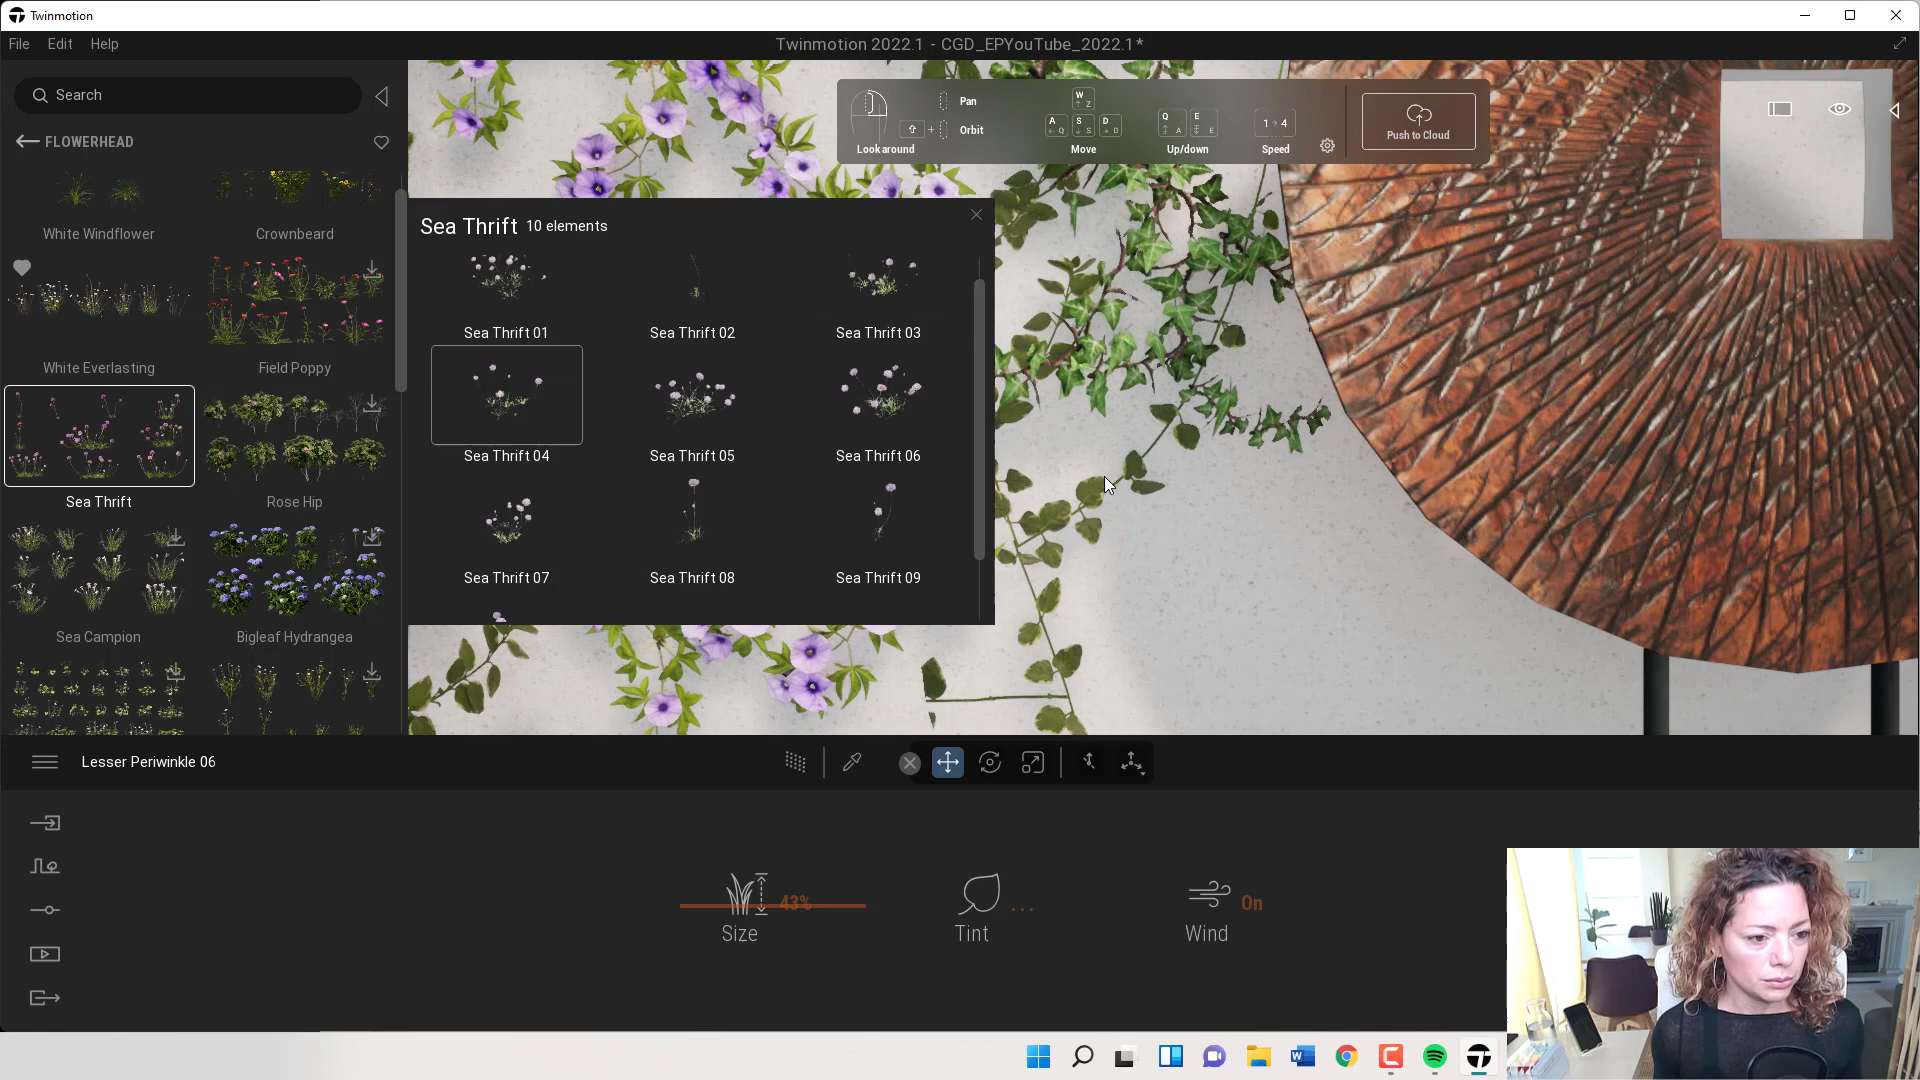 Twinmotion
File Edit Help
Twinmotion 2022.1 - CGD_EPYouTube_2022.1*
Search
FLOWERHEAD
White Windflower
Crownbeard
White Everlasting
Field Poppy
Sea Thrift
Rose Hip
Sea Campion
Bigleaf Hydrangea
Sea Thrift 10 elements
Sea Thrift 01
Sea Thrift 02
Sea Thrift 03
Sea Thrift 04
Sea Thrift 05
Sea Thrift 06
Sea Thrift 07
Sea Thrift 08
Sea Thrift 09
Look around
Pan
+ Orbit
W
Z
A
Q
S
S
D
D
Move
Q
A
E
E
Up/down
1 4
Speed
Push to Cloud
Lesser Periwinkle 06
43%
Size
...
Tint
On
Wind